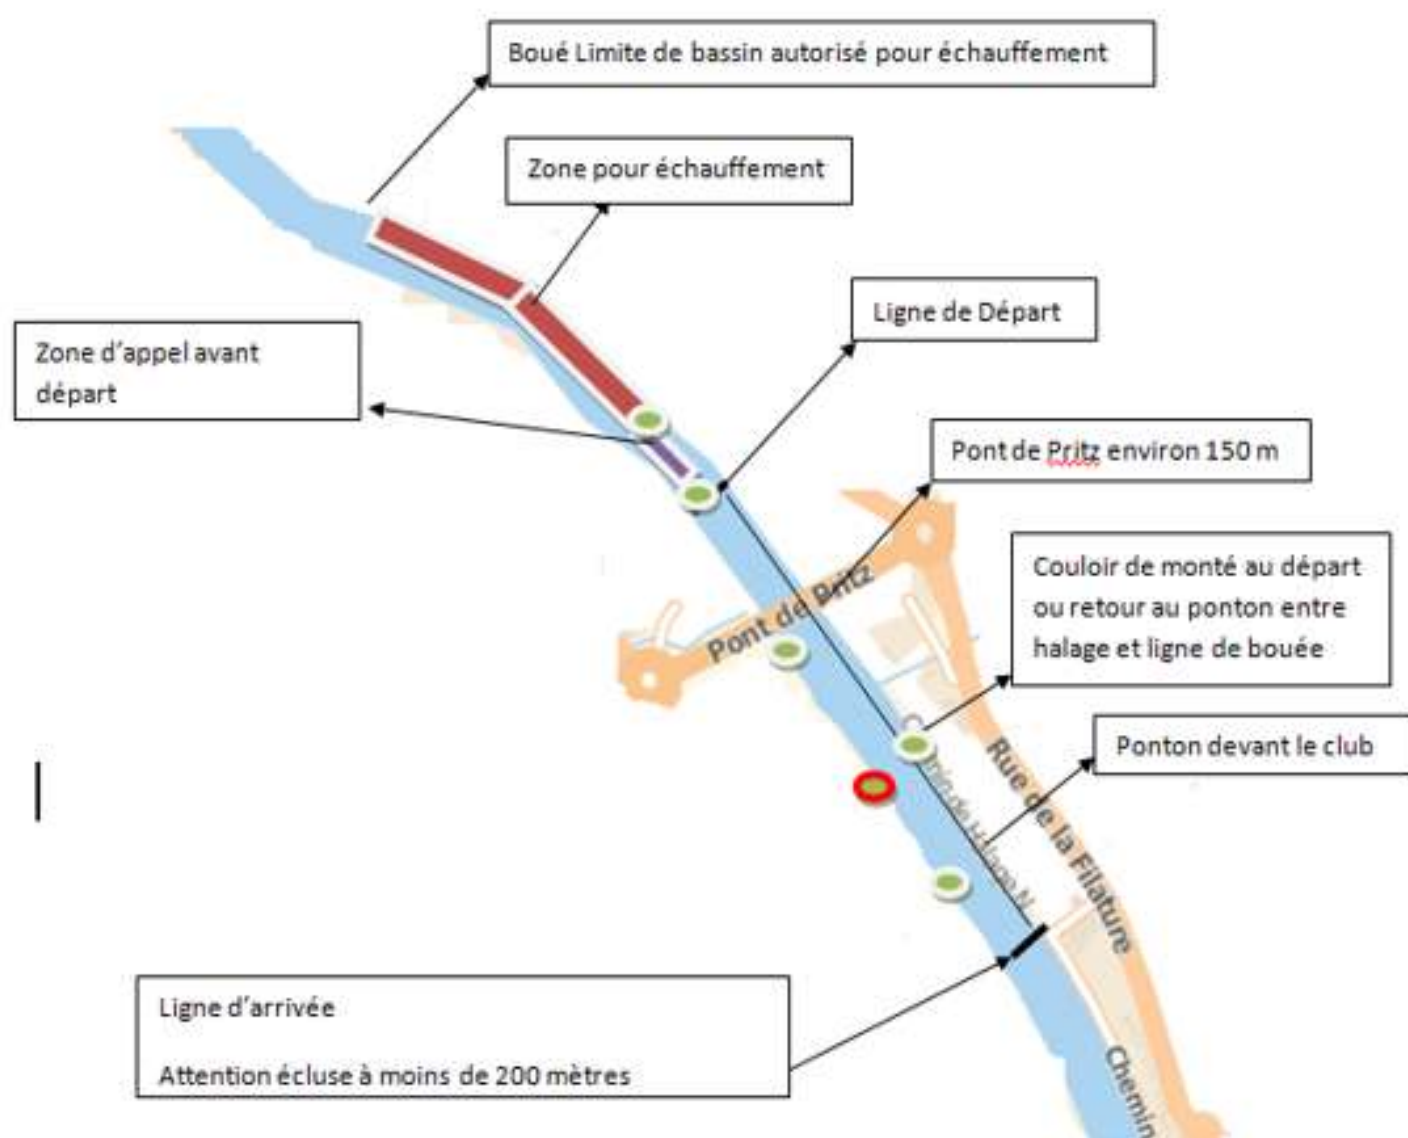 Boué Limite de bassin autorisé pour échauffement
Zone pour échauffement
Ligne de Départ
Zone d'appel avant
départ
Pont de Pritz environ 150 m
Couloir de monté au départ
ou retour au ponton entre
halage et ligne de bouée
Pont de Pritz
Ponton devant le club
Rue de la Filature
de Halage N
Ligne d'arrivée
Attention écluse à moins de 200 mètres
Chemin